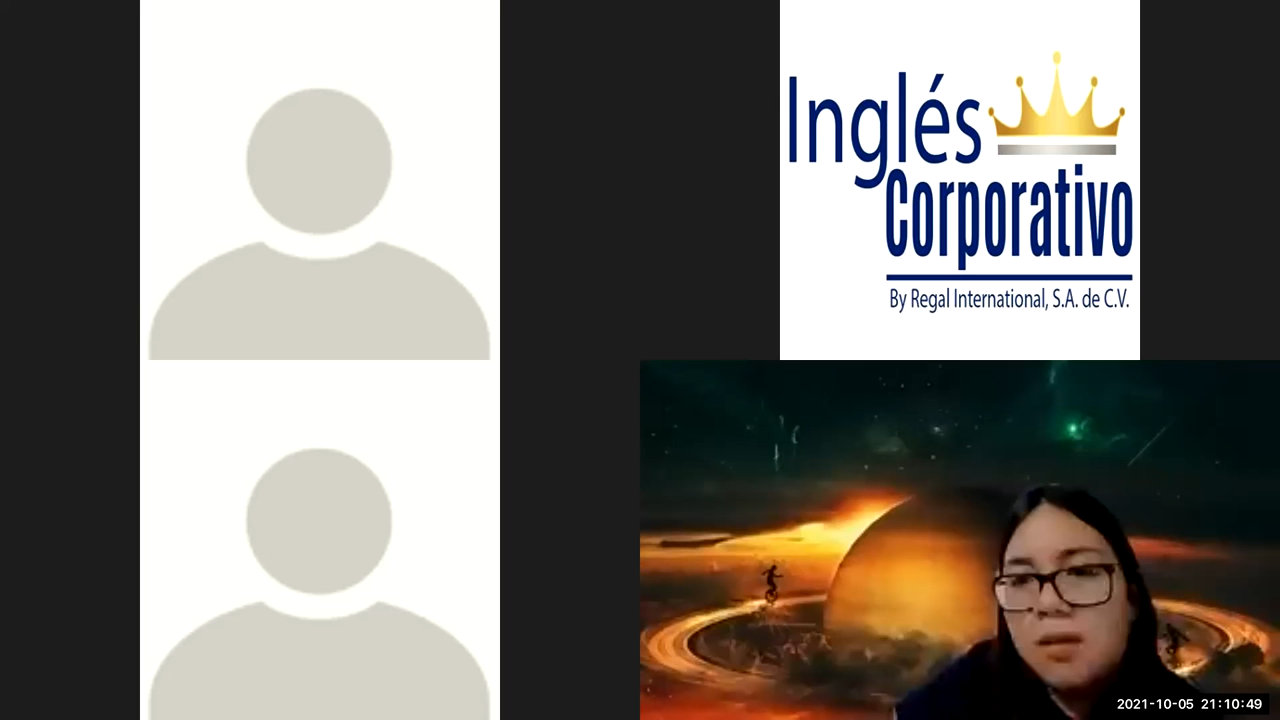 Inglés
Corporativo
By Regal International, S.A. de C.V.
2021-10-05 21:10:49